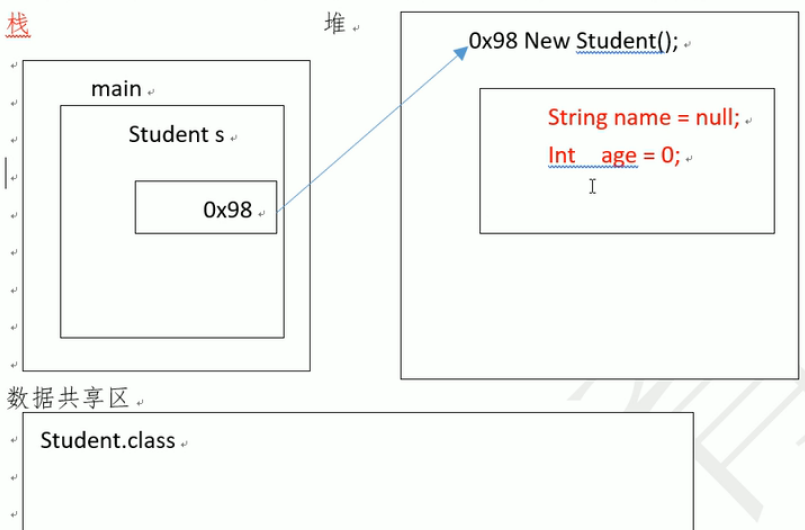 栈
堆
main
Student s
0x98
0x98 New Student();
String name = null;
Int age = 0;
数据共享区
Student.class